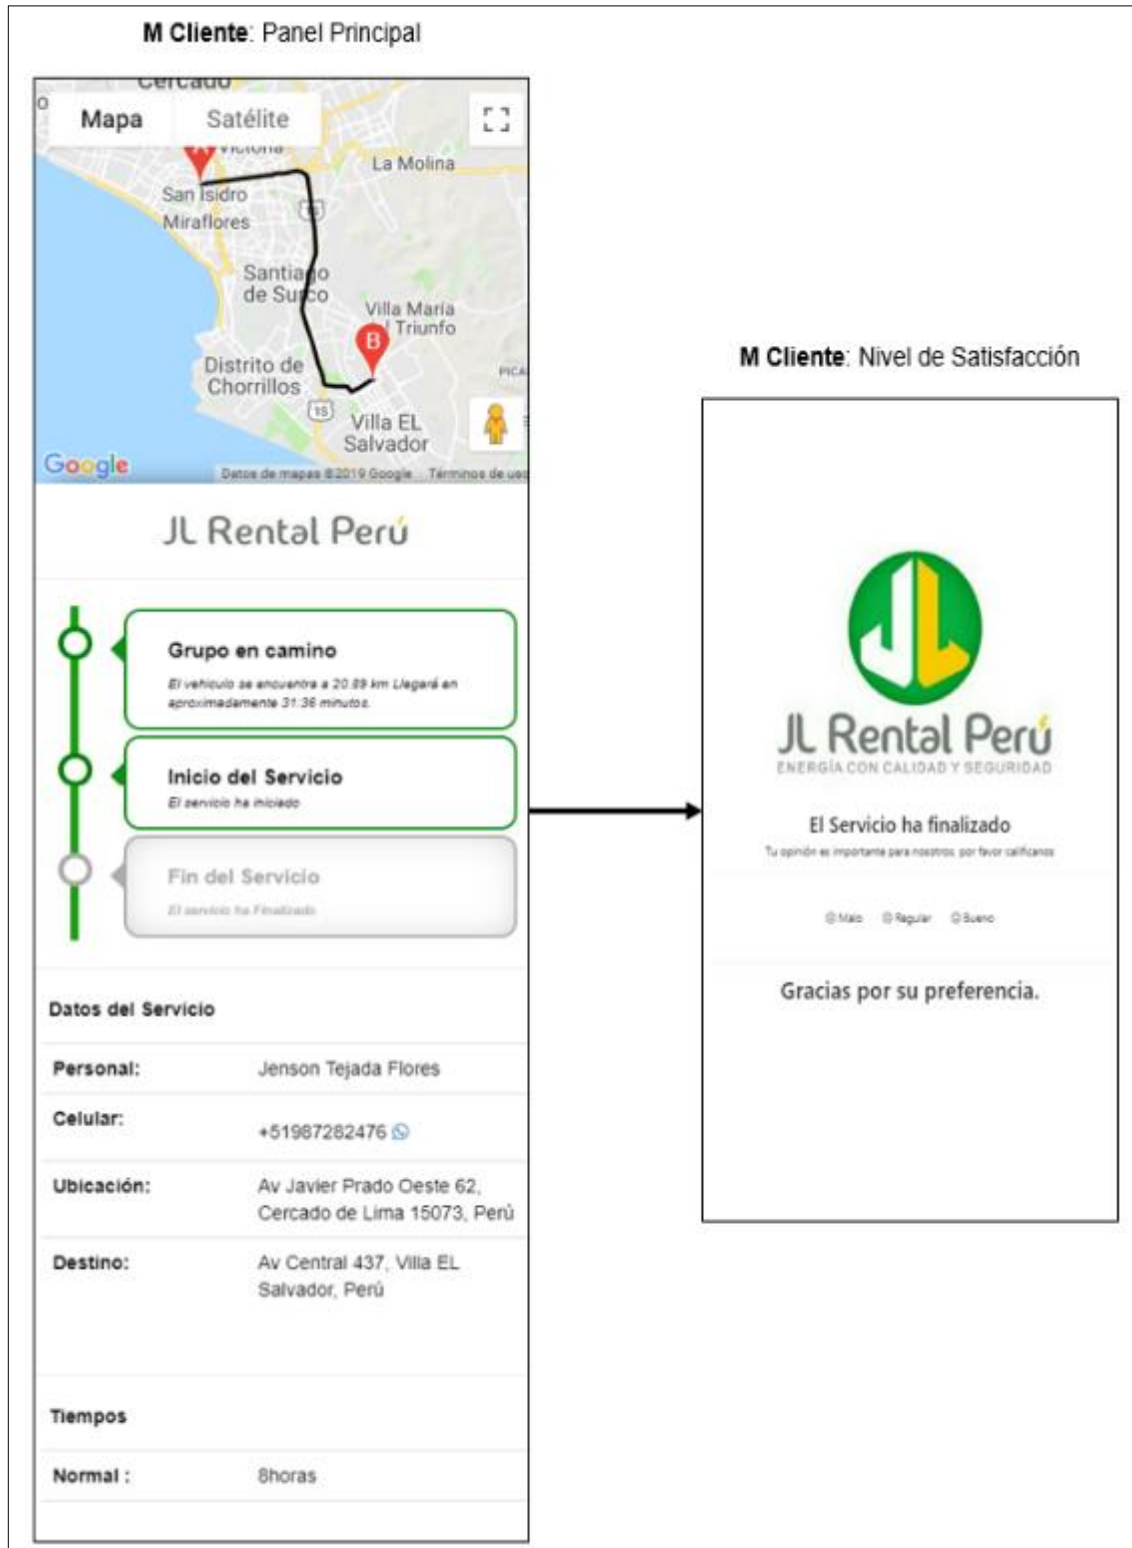 M Cliente: Panel Principal
Cercado
Mapa
Satélite
A
Victoria
La Molina
San Isidro
Miraflores
Santiago
de Surco
Villa María
l Triunfo
B
Distrito de
Chorrillos
PICA
1S
Villa EL
Salvador
Google
Datos de mapas ©2019 Google
Términos de uso
JL Rental Perú
Grupo en camino
El vehículo se encuentra a 20.89 km Llegará en
aproximadamente 31:36 minutos.
Inicio del Servicio
El servicio ha iniciado
Fin del Servicio
El servicio ha Finalizado
Datos del Servicio
Personal: Jenson Tejada Flores
Celular: +51987282476
Ubicación: Av Javier Prado Oeste 62,
Cercado de Lima 15073, Perú
Destino: Av Central 437, Villa EL
Salvador, Perú
Tiempos
Normal : 8horas
M Cliente: Nivel de Satisfacción
JL
JL Rental Perú
ENERGÍA CON CALIDAD Y SEGURIDAD
El Servicio ha finalizado
Tu opinión es importante para nosotros, por favor califícanos
Malo Regular Bueno
Gracias por su preferencia.